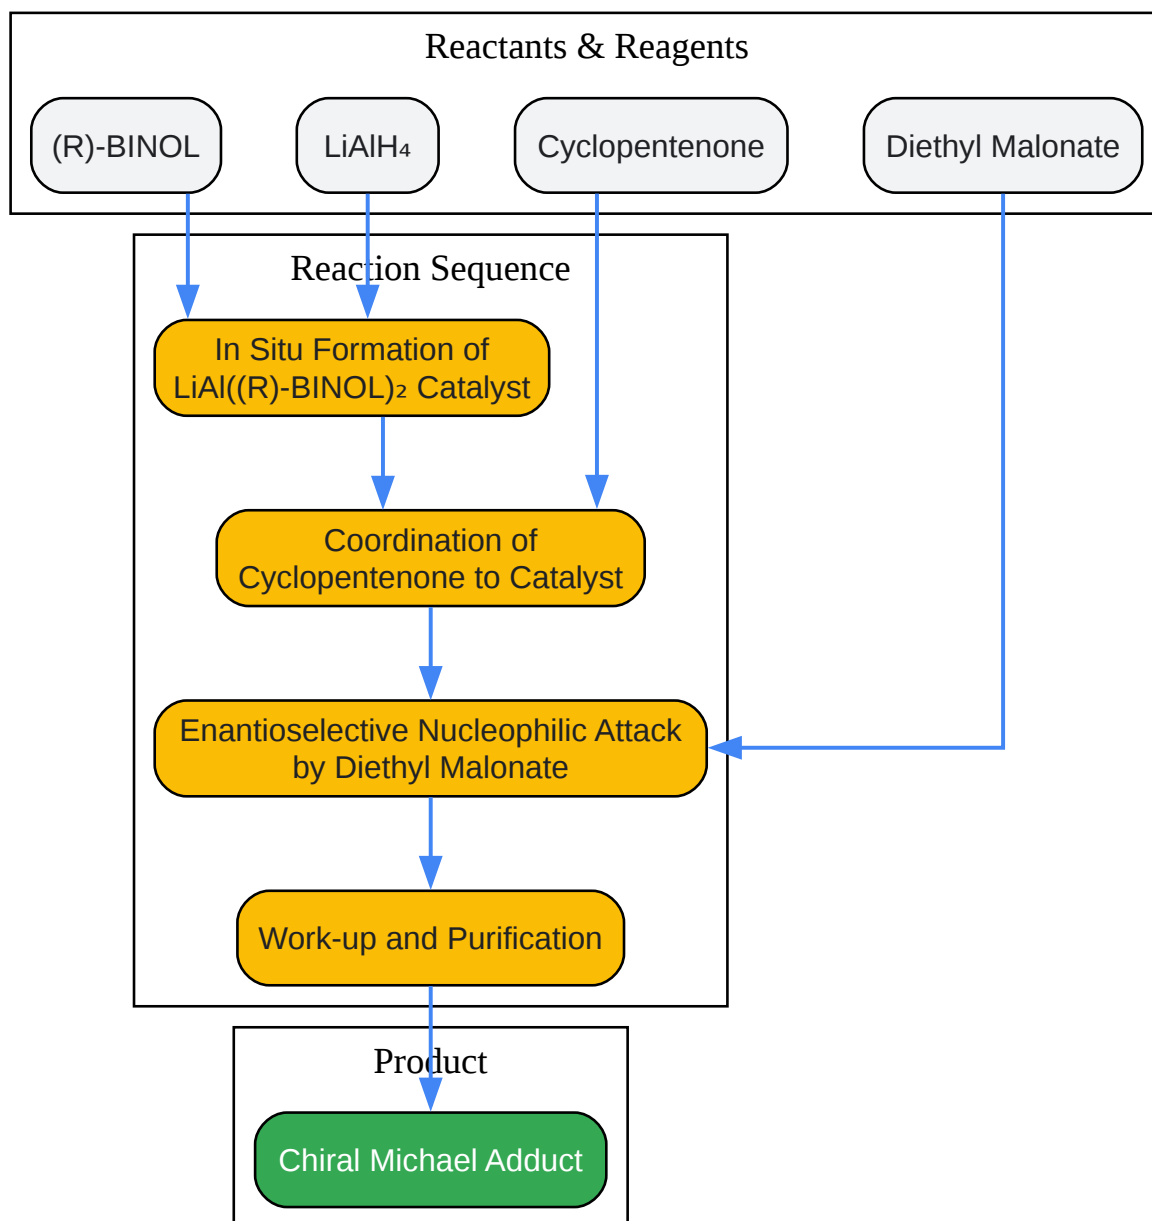 Reactants & Reagents
(R)-BINOL
LiAlH₄
Cyclopentenone
Diethyl Malonate
Reaction Sequence
In Situ Formation of
LiAl((R)-BINOL)₂ Catalyst
Coordination of
Cyclopentenone to Catalyst
Enantioselective Nucleophilic Attack
by Diethyl Malonate
Work-up and Purification
Product
Chiral Michael Adduct